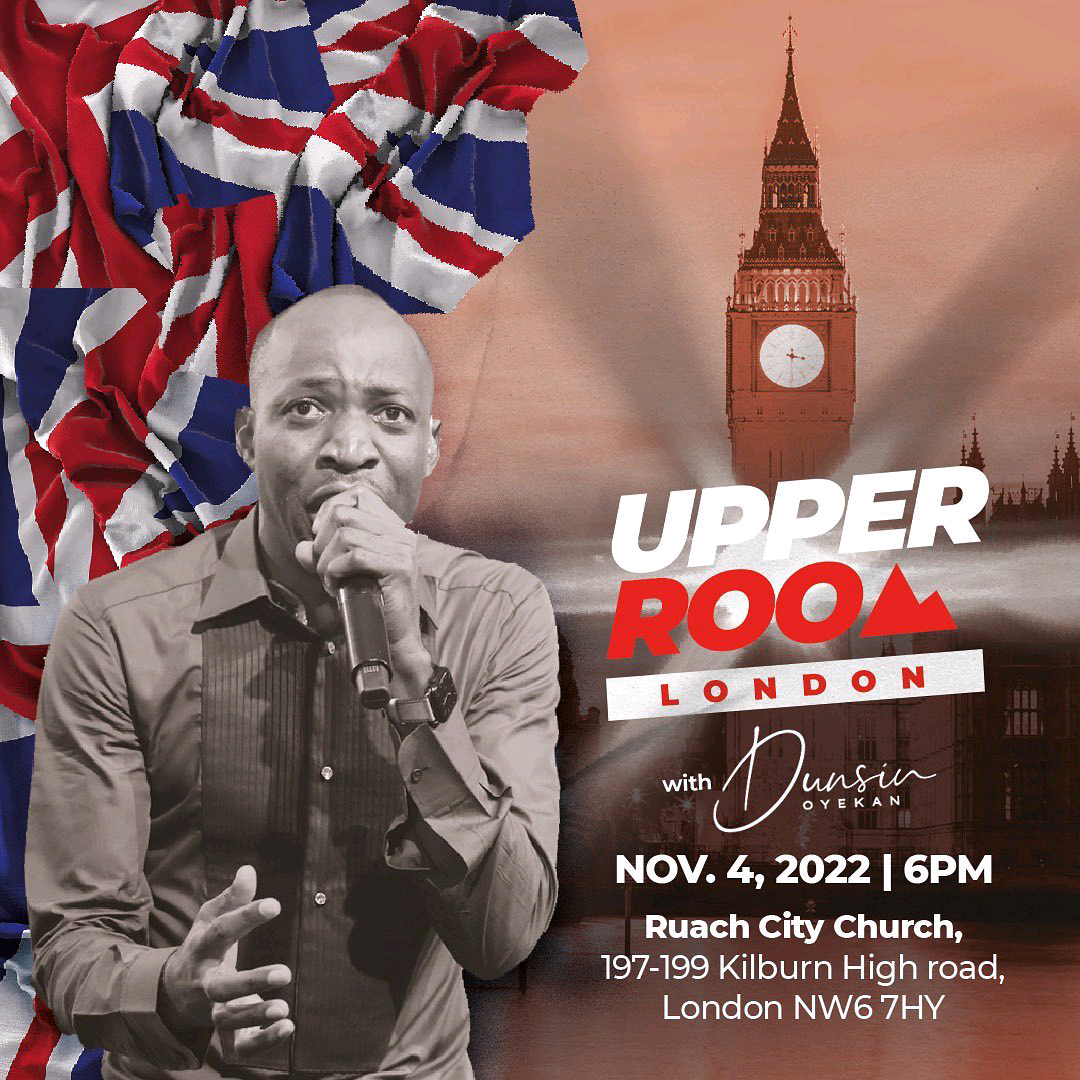 UPPER
ROOM
LONDON
with Dunsin
OYEKAN
NOV. 4, 2022 | 6PM
Ruach City Church,
197-199 Kilburn High road,
London NW6 7HY